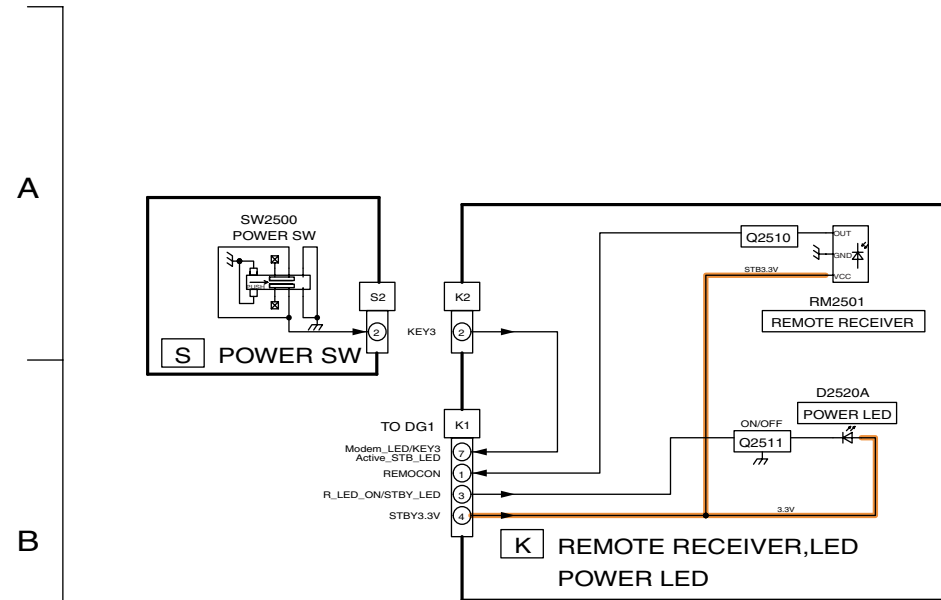 A
SW2500
POWER SW
PUSH
S2
2
S POWER SW
KEY3
K2
2
Q2510
OUT
GND
VCC
STB3.3V
RM2501
REMOTE RECEIVER
D2520A
POWER LED
ON/OFF
Q2511
TO DG1
K1
Modem_LED/KEY3
Active_STB_LED
7
REMOCON
1
R_LED_ON/STBY_LED
3
STBY3.3V
4
3.3V
B
K REMOTE RECEIVER,LED
POWER LED